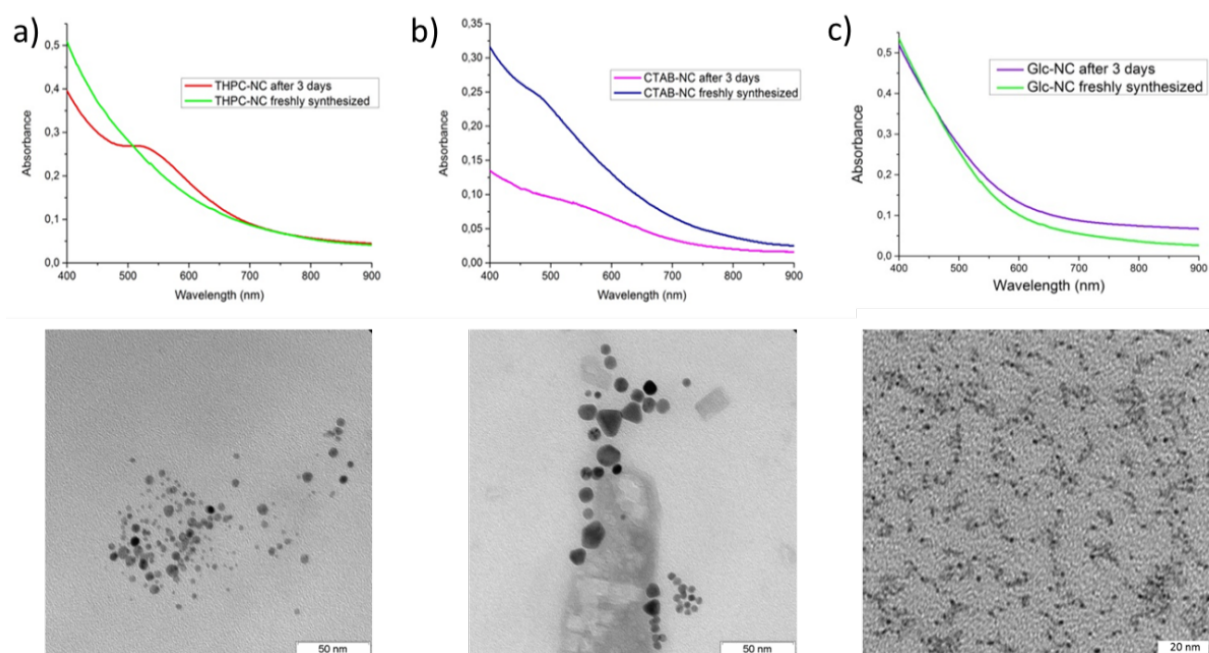 a)
0,5
0,4
0,3
0,2
0,1
0,0
Absorbance
THPC-NC after 3 days
THPC-NC freshly synthesized
400 500 600 700 800 900
Wavelength (nm)
b)
0,35
0,30
0,25
0,20
0,15
0,10
0,05
0,00
Absorbance
CTAB-NC after 3 days
CTAB-NC freshly synthesized
400 500 600 700 800 900
Wavelength (nm)
c)
0,5
0,4
0,3
0,2
0,1
0,0
Absorbance
Glc-NC after 3 days
Glc-NC freshly synthesized
400 500 600 700 800 900
Wavelength (nm)
50 nm
50 nm
20 nm